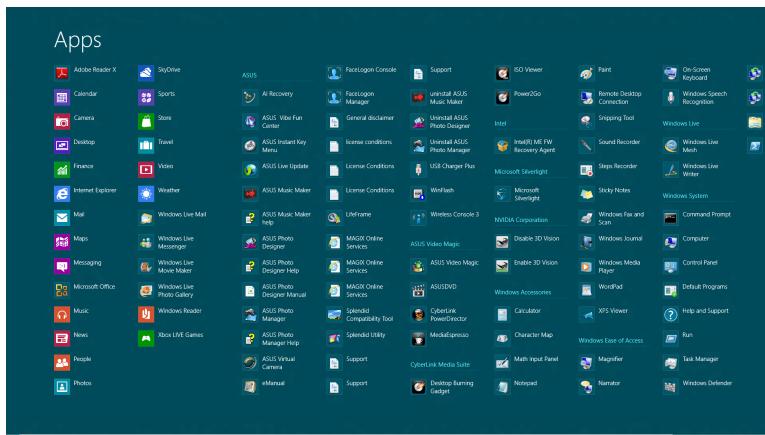 Apps
Adobe Reader X
Calendar
Camera
Desktop
Finance
Internet Explorer
Mail
Maps
Messaging
Microsoft Office
Music
News
People
Photos
SkyDrive
Sports
Store
Travel
Video
Weather
Windows Live Mail
Windows Live
Messenger
Windows Live
Movie Maker
Windows Live
Photo Gallery
Windows Reader
Xbox LIVE Games
ASUS
AI Recovery
ASUS Vibe Fun
Center
ASUS Instant Key
Menu
ASUS Live Update
ASUS Music Maker
ASUS Music Maker
help
ASUS Photo
Designer
ASUS Photo
Designer Help
ASUS Photo
Designer Manual
ASUS Photo
Manager
ASUS Photo
Manager Help
ASUS Virtual
Camera
eManual
FaceLogon Console
FaceLogon
Manager
General disclaimer
license conditions
License Conditions
License Conditions
LifeFrame
MAGIX Online
Services
MAGIX Online
Services
MAGIX Online
Services
Splendid
Compatibility Tool
Splendid Utility
Support
Support
Support
uninstall ASUS
Music Maker
Uninstall ASUS
Photo Designer
Uninstall ASUS
Photo Manager
USB Charger Plus
WinFlash
Wireless Console 3
ASUS Video Magic
ASUS Video Magic
ASUSDVD
CyberLink
PowerDirector
MediaEspresso
CyberLink Media Suite
Desktop Burning
Gadget
ISO Viewer
Power2Go
Intel
Intel(R) ME FW
Recovery Agent
Microsoft Silverlight
Microsoft
Silverlight
NVIDIA Corporation
Disable 3D Vision
Enable 3D Vision
Windows Accessories
Calculator
Character Map
Math Input Panel
Notepad
Paint
Remote Desktop
Connection
Snipping Tool
Sound Recorder
Steps Recorder
Sticky Notes
Windows Fax and
Scan
Windows Journal
Windows Media
Player
WordPad
XPS Viewer
Windows Ease of Access
Magnifier
Narrator
On-Screen
Keyboard
Windows Speech
Recognition
Windows Live
Windows Live
Mesh
Windows Live
Writer
Windows System
Command Prompt
Computer
Control Panel
Default Programs
Help and Support
Run
Task Manager
Windows Defender